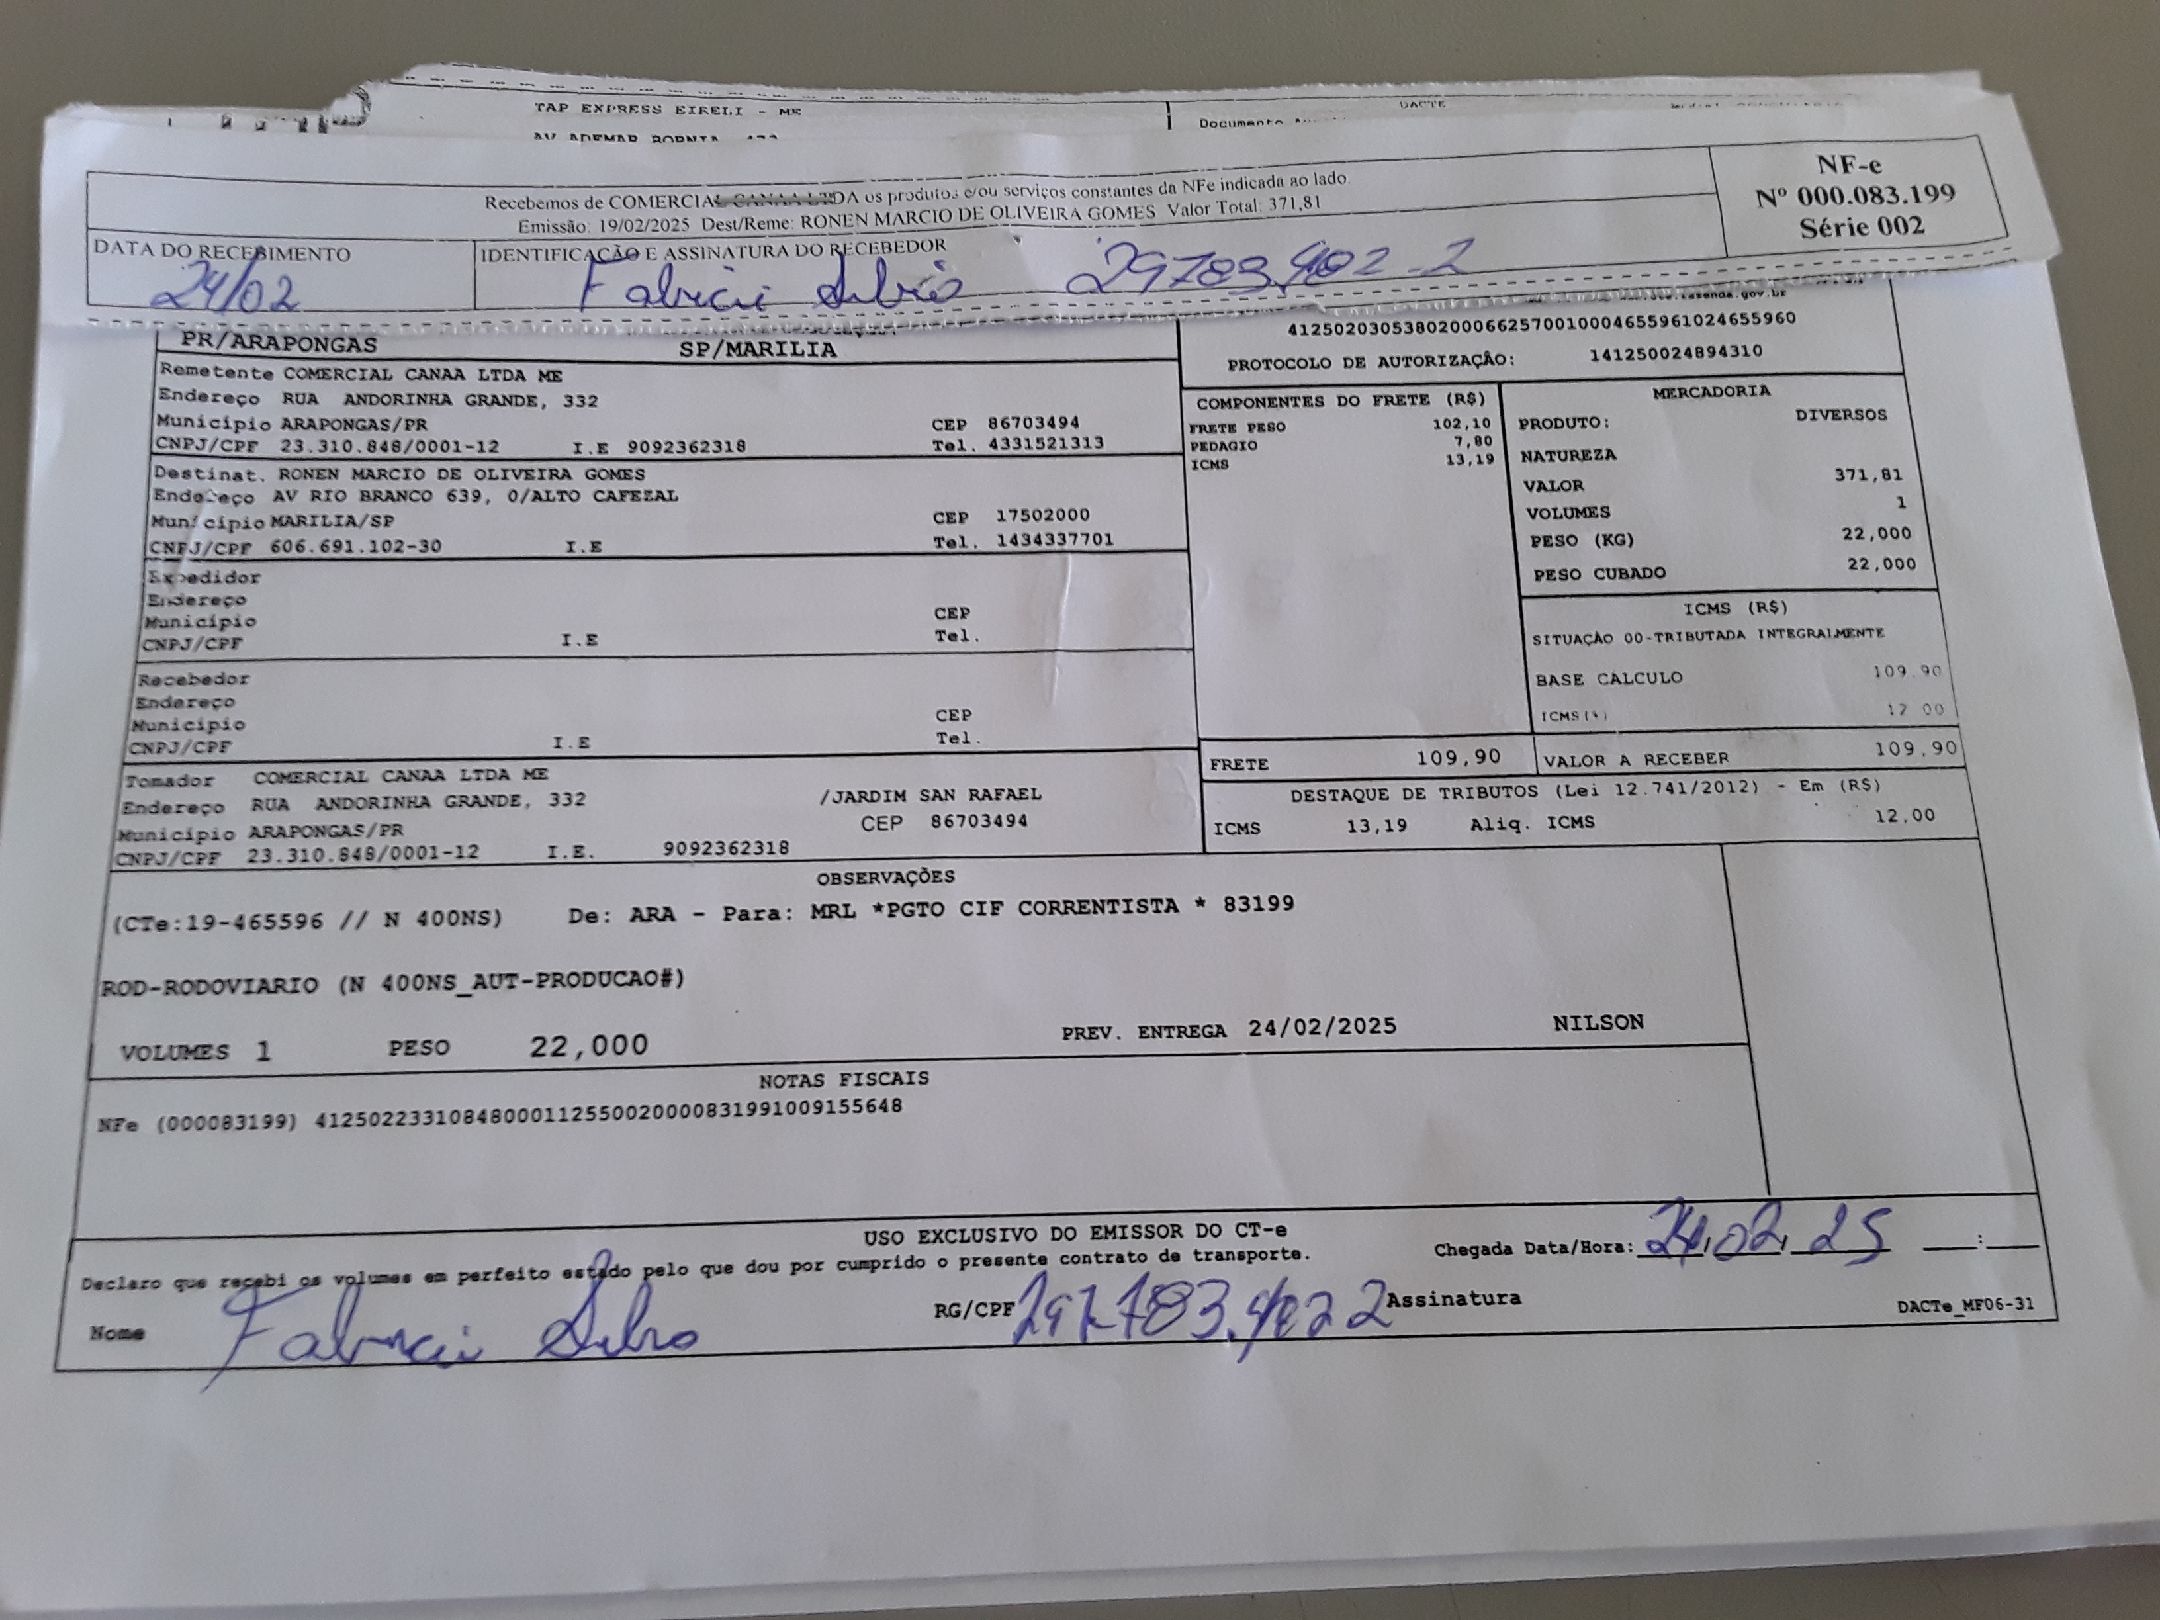 TAP EXPRESS EIRELI - ME
DACTE
Documento
AV ADEMAR BORNIA
Recebemos de COMERCIAL CANAA LTDA os produtos e/ou serviços constantes da NFe indicada ao lado.
Emissão: 19/02/2025 Dest/Reme: RONEN MARCIO DE OLIVEIRA GOMES Valor Total: 371,81
NF-e
Nº 000.083.199
Série 002
DATA DO RECEBIMENTO
24/02
IDENTIFICAÇÃO E ASSINATURA DO RECEBEDOR
PR/ARAPONGAS SP/MARILIA
41250203053802000662570010004655961024655960
PROTOCOLO DE AUTORIZAÇÃO: 141250024894310
Remetente COMERCIAL CANAA LTDA ME
Endereço RUA ANDORINHA GRANDE, 332
Município ARAPONGAS/PR CEP 86703494
CNPJ/CPF 23.310.848/0001-12 I.E 9092362318 Tel. 4331521313
Destinat. RONEN MARCIO DE OLIVEIRA GOMES
Endereço AV RIO BRANCO 639, 0/ALTO CAFEZAL
Município MARILIA/SP CEP 17502000
CNPJ/CPF 606.691.102-30 I.E Tel. 1434337701
Expedidor
Endereço
Município CEP
CNPJ/CPF I.E Tel.
Recebedor
Endereço
Município CEP
CNPJ/CPF I.E Tel.
Tomador COMERCIAL CANAA LTDA ME
Endereço RUA ANDORINHA GRANDE, 332 /JARDIM SAN RAFAEL
Município ARAPONGAS/PR CEP 86703494
CNPJ/CPF 23.310.848/0001-12 I.E. 9092362318
COMPONENTES DO FRETE (R$)
FRETE PESO 102,10
PEDAGIO 7,80
ICMS 13,19
MERCADORIA
PRODUTO: DIVERSOS
NATUREZA
VALOR 371,81
VOLUMES 1
PESO (KG) 22,000
PESO CUBADO 22,000
ICMS (R$)
SITUAÇÃO 00-TRIBUTADA INTEGRALMENTE
BASE CALCULO 109.90
ICMS(%) 12.00
FRETE 109,90 VALOR A RECEBER 109,90
DESTAQUE DE TRIBUTOS (Lei 12.741/2012) - Em (R$)
ICMS 13,19 Aliq. ICMS 12,00
OBSERVAÇÕES
(CTe:19-465596 // N 400NS) De: ARA - Para: MRL *PGTO CIF CORRENTISTA * 83199
ROD-RODOVIARIO (N 400NS_AUT-PRODUCAO#)
VOLUMES 1 PESO 22,000 PREV. ENTREGA 24/02/2025 NILSON
NOTAS FISCAIS
NFe (000083199) 41250223310848000112550020000831991009155648
USO EXCLUSIVO DO EMISSOR DO CT-e
Declaro que recebi os volumes em perfeito estado pelo que dou por cumprido o presente contrato de transporte.
Chegada Data/Hora: 24.02.25 __:__
Nome
RG/CPF
Assinatura
DACTe_MF06-31